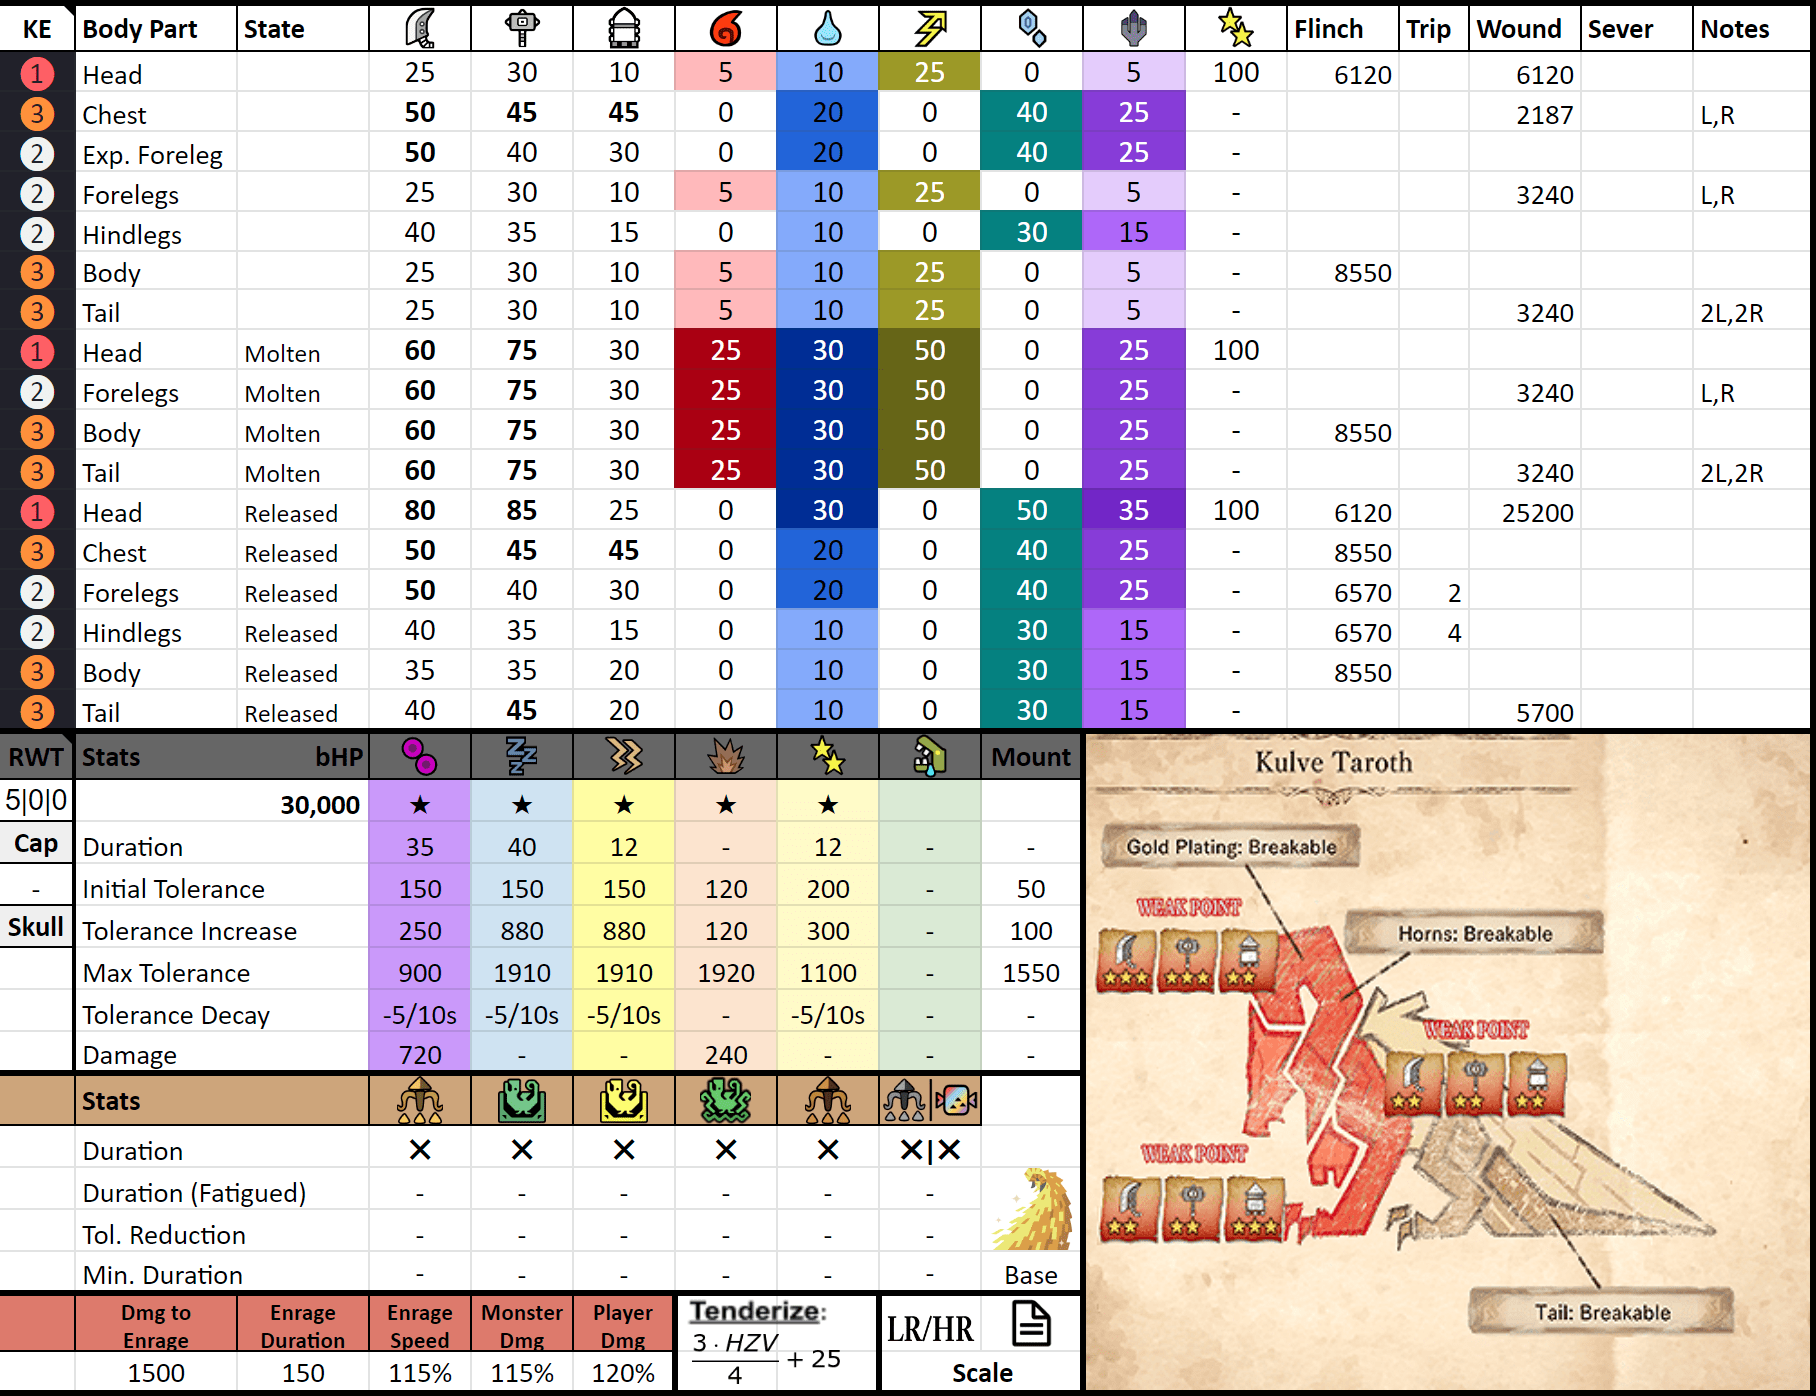 KE Body Part State Flinch Trip Wound Sever Notes
1 Head 25 30 10 5 10 25 0 5 100 6120 6120
3 Chest 50 45 45 0 20 0 40 25 - 2187 L,R
2 Exp. Foreleg 50 40 30 0 20 0 40 25 -
2 Forelegs 25 30 10 5 10 25 0 5 - 3240 L,R
2 Hindlegs 40 35 15 0 10 0 30 15 -
3 Body 25 30 10 5 10 25 0 5 - 8550
3 Tail 25 30 10 5 10 25 0 5 - 3240 2L,2R
1 Head Molten 60 75 30 25 30 50 0 25 100
2 Forelegs Molten 60 75 30 25 30 50 0 25 - 3240 L,R
3 Body Molten 60 75 30 25 30 50 0 25 - 8550
3 Tail Molten 60 75 30 25 30 50 0 25 - 3240 2L,2R
1 Head Released 80 85 25 0 30 0 50 35 100 6120 25200
3 Chest Released 50 45 45 0 20 0 40 25 - 8550
2 Forelegs Released 50 40 30 0 20 0 40 25 - 6570 2
2 Hindlegs Released 40 35 15 0 10 0 30 15 - 6570 4
3 Body Released 35 35 20 0 10 0 30 15 - 8550
3 Tail Released 40 45 20 0 10 0 30 15 - 5700
RWT Stats bHP Mount
5|0|0 30,000 ★ ★ ★ ★ ★
Cap Duration 35 40 12 - 12 - -
- Initial Tolerance 150 150 150 120 200 - 50
Skull Tolerance Increase 250 880 880 120 300 - 100
Max Tolerance 900 1910 1910 1920 1100 - 1550
Tolerance Decay -5/10s -5/10s -5/10s - -5/10s - -
Damage 720 - - 240 - - -
Stats
Duration ✕ ✕ ✕ ✕ ✕ ✕|✕
Duration (Fatigued) - - - - - -
Tol. Reduction - - - - - -
Min. Duration - - - - - - Base
Dmg to Enrage Enrage Duration Enrage Speed Monster Dmg Player Dmg
1500 150 115% 115% 120%
Tenderize:
3 · HZV
4
+ 25
LR/HR
Scale
Kulve Taroth
Gold Plating: Breakable
WEAK POINT
Horns: Breakable
WEAK POINT
WEAK POINT
Tail: Breakable